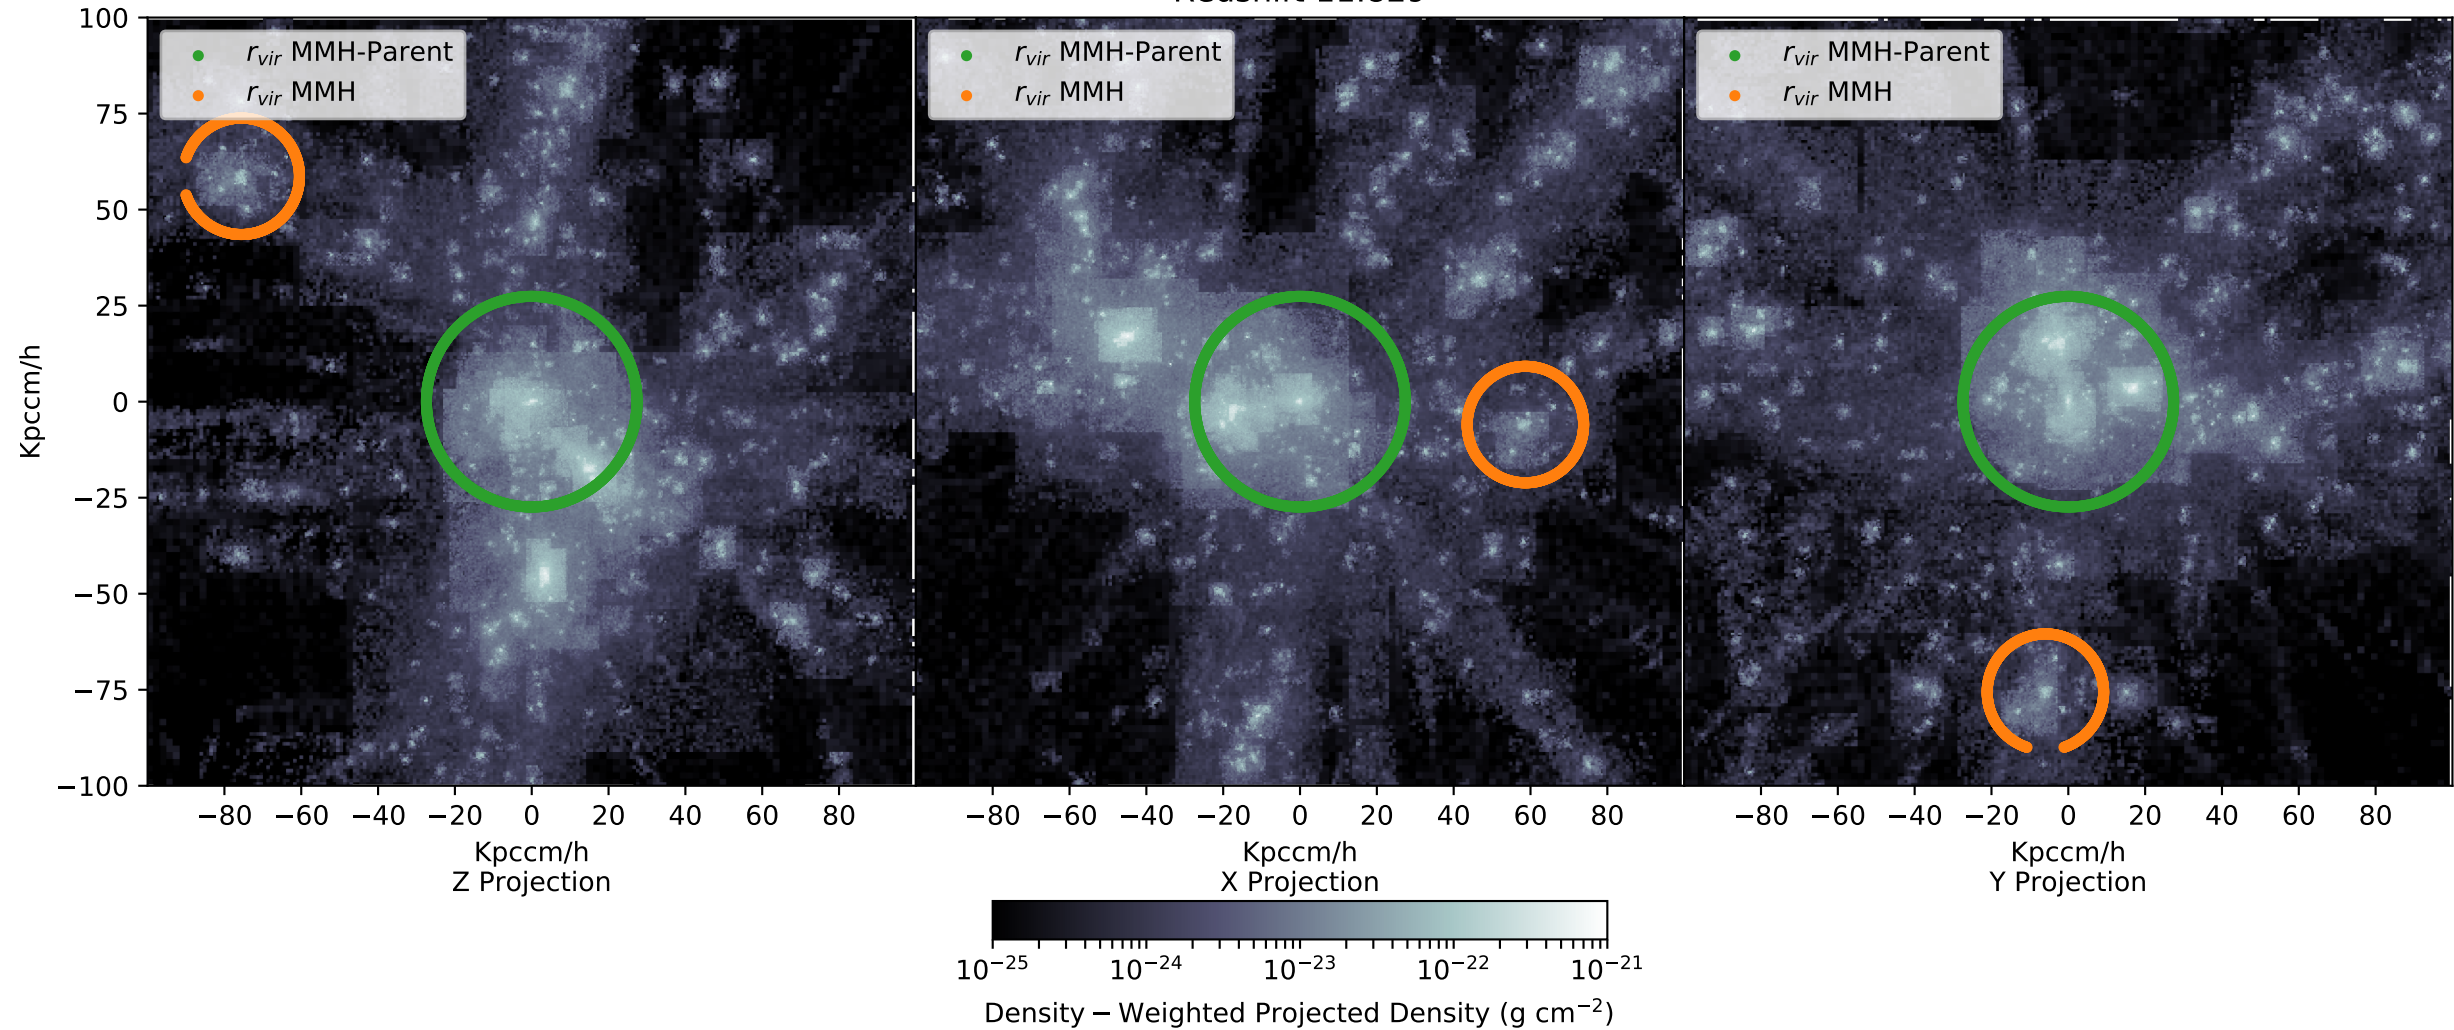 r_vir MMH-Parent
r_vir MMH
r_vir MMH-Parent
r_vir MMH
r_vir MMH-Parent
r_vir MMH
100
75
50
25
0
−25
−50
−75
−100
Kpccm/h
−80 −60 −40 −20 0 20 40 60 80
−80 −60 −40 −20 0 20 40 60 80
−80 −60 −40 −20 0 20 40 60 80
Kpccm/h
Z Projection
Kpccm/h
X Projection
Kpccm/h
Y Projection
10⁻²⁵ 10⁻²⁴ 10⁻²³ 10⁻²² 10⁻²¹
Density − Weighted Projected Density (g cm⁻²)